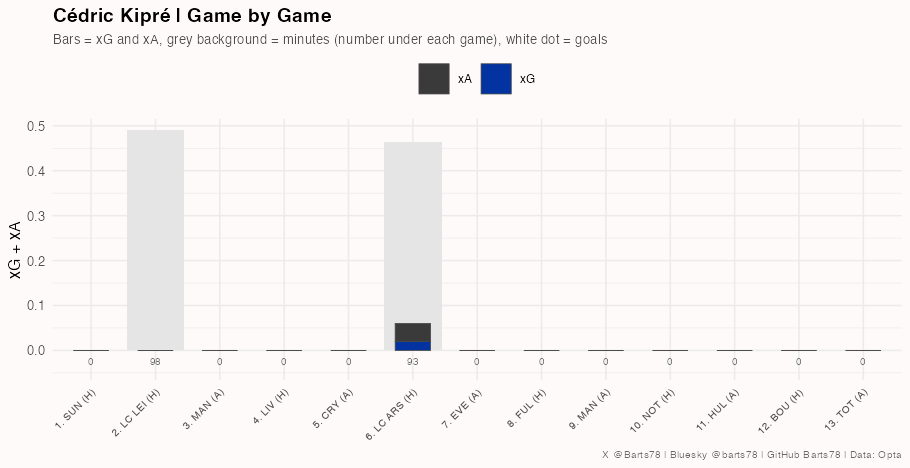 Cédric Kipré | Game by Game
Bars = xG and xA, grey background = minutes (number under each game), white dot = goals
xA xG
xG + xA
0.5
0.4
0.3
0.2
0.1
0.0
0 98 0 0 0 93 0 0 0 0 0 0 0
1. SUN (H)
2. LC LEI (H)
3. MAN (A)
4. LIV (H)
5. CRY (A)
6. LC ARS (H)
7. EVE (A)
8. FUL (H)
9. MAN (A)
10. NOT (H)
11. HUL (A)
12. BOU (H)
13. TOT (A)
X @Barts78 | Bluesky @barts78 | GitHub Barts78 | Data: Opta